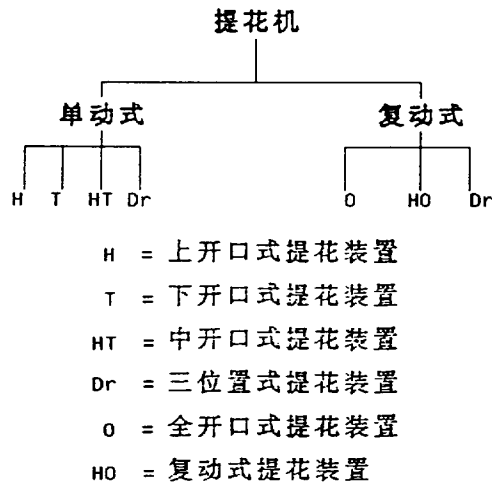 提花机
单动式 复动式
H T HT Dr O HO Dr
H = 上开口式提花装置
T = 下开口式提花装置
HT = 中开口式提花装置
Dr = 三位置式提花装置
O = 全开口式提花装置
HO = 复动式提花装置